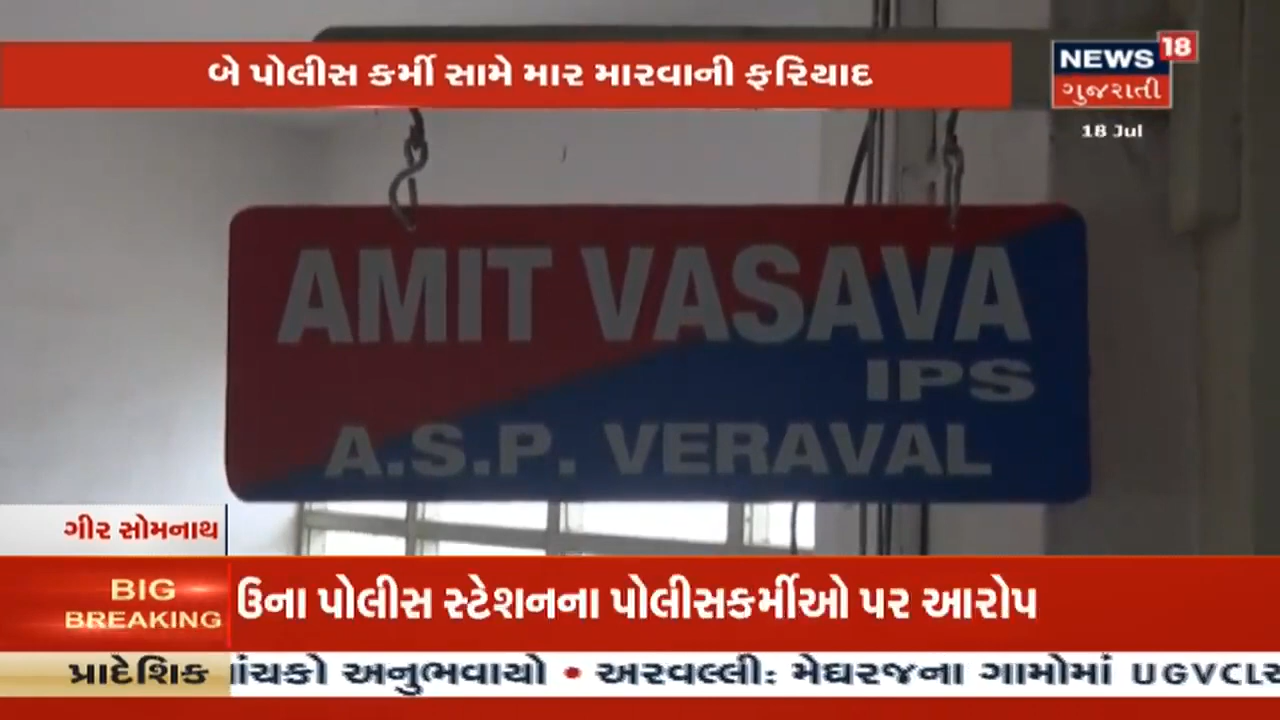 બે પોલીસ કર્મી સામે માર મારવાની ફરિયાદ
NEWS 18
ગુજરાતી
18 Jul
AMIT VASAVA
IPS
A.S.P. VERAVAL
ગીર સોમનાથ
BIG
BREAKING
ઉના પોલીસ સ્ટેશનના પોલીસકર્મીઓ પર આરોપ
પ્રાદેશિક
અનુભવાયો • અરવલ્લી: મેઘરજના ગામોમાં UGVCL